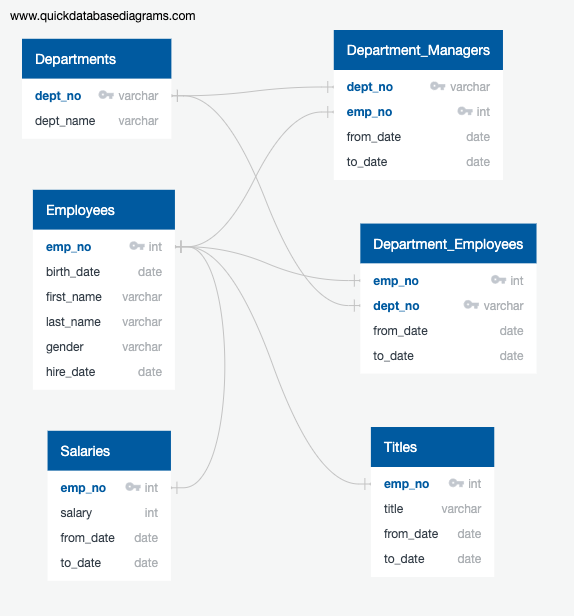 www.quickdatabasediagrams.com
Departments
dept_no varchar
dept_name varchar
Department_Managers
dept_no varchar
emp_no int
from_date date
to_date date
Employees
emp_no int
birth_date date
first_name varchar
last_name varchar
gender varchar
hire_date date
Department_Employees
emp_no int
dept_no varchar
from_date date
to_date date
Salaries
emp_no int
salary int
from_date date
to_date date
Titles
emp_no int
title varchar
from_date date
to_date date